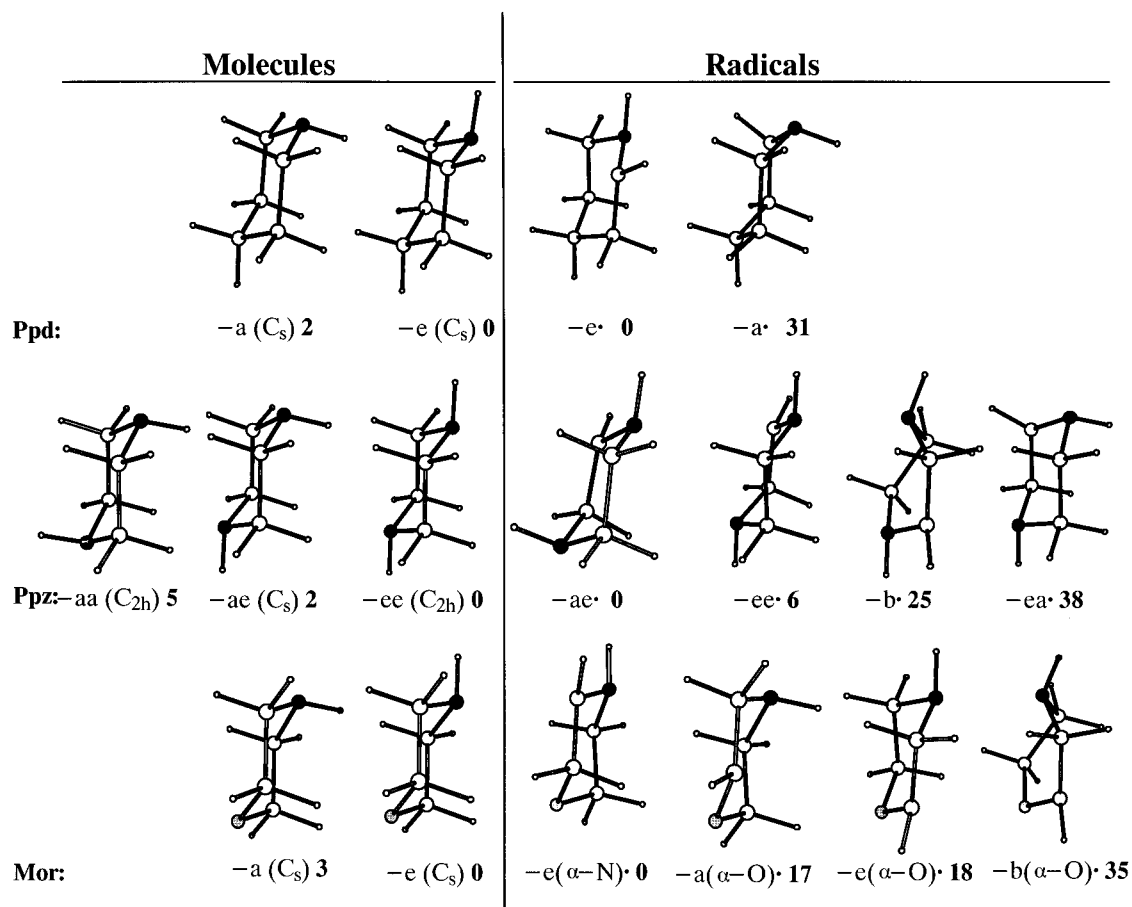 Molecules Radicals
Ppd: –a (Cs) 2 –e (Cs) 0 –e· 0 –a· 31
Ppz: –aa (C2h) 5 –ae (Cs) 2 –ee (C2h) 0 –ae· 0 –ee· 6 –b· 25 –ea· 38
Mor: –a (Cs) 3 –e (Cs) 0 –e(α–N)· 0 –a(α–O)· 17 –e(α–O)· 18 –b(α–O)· 35